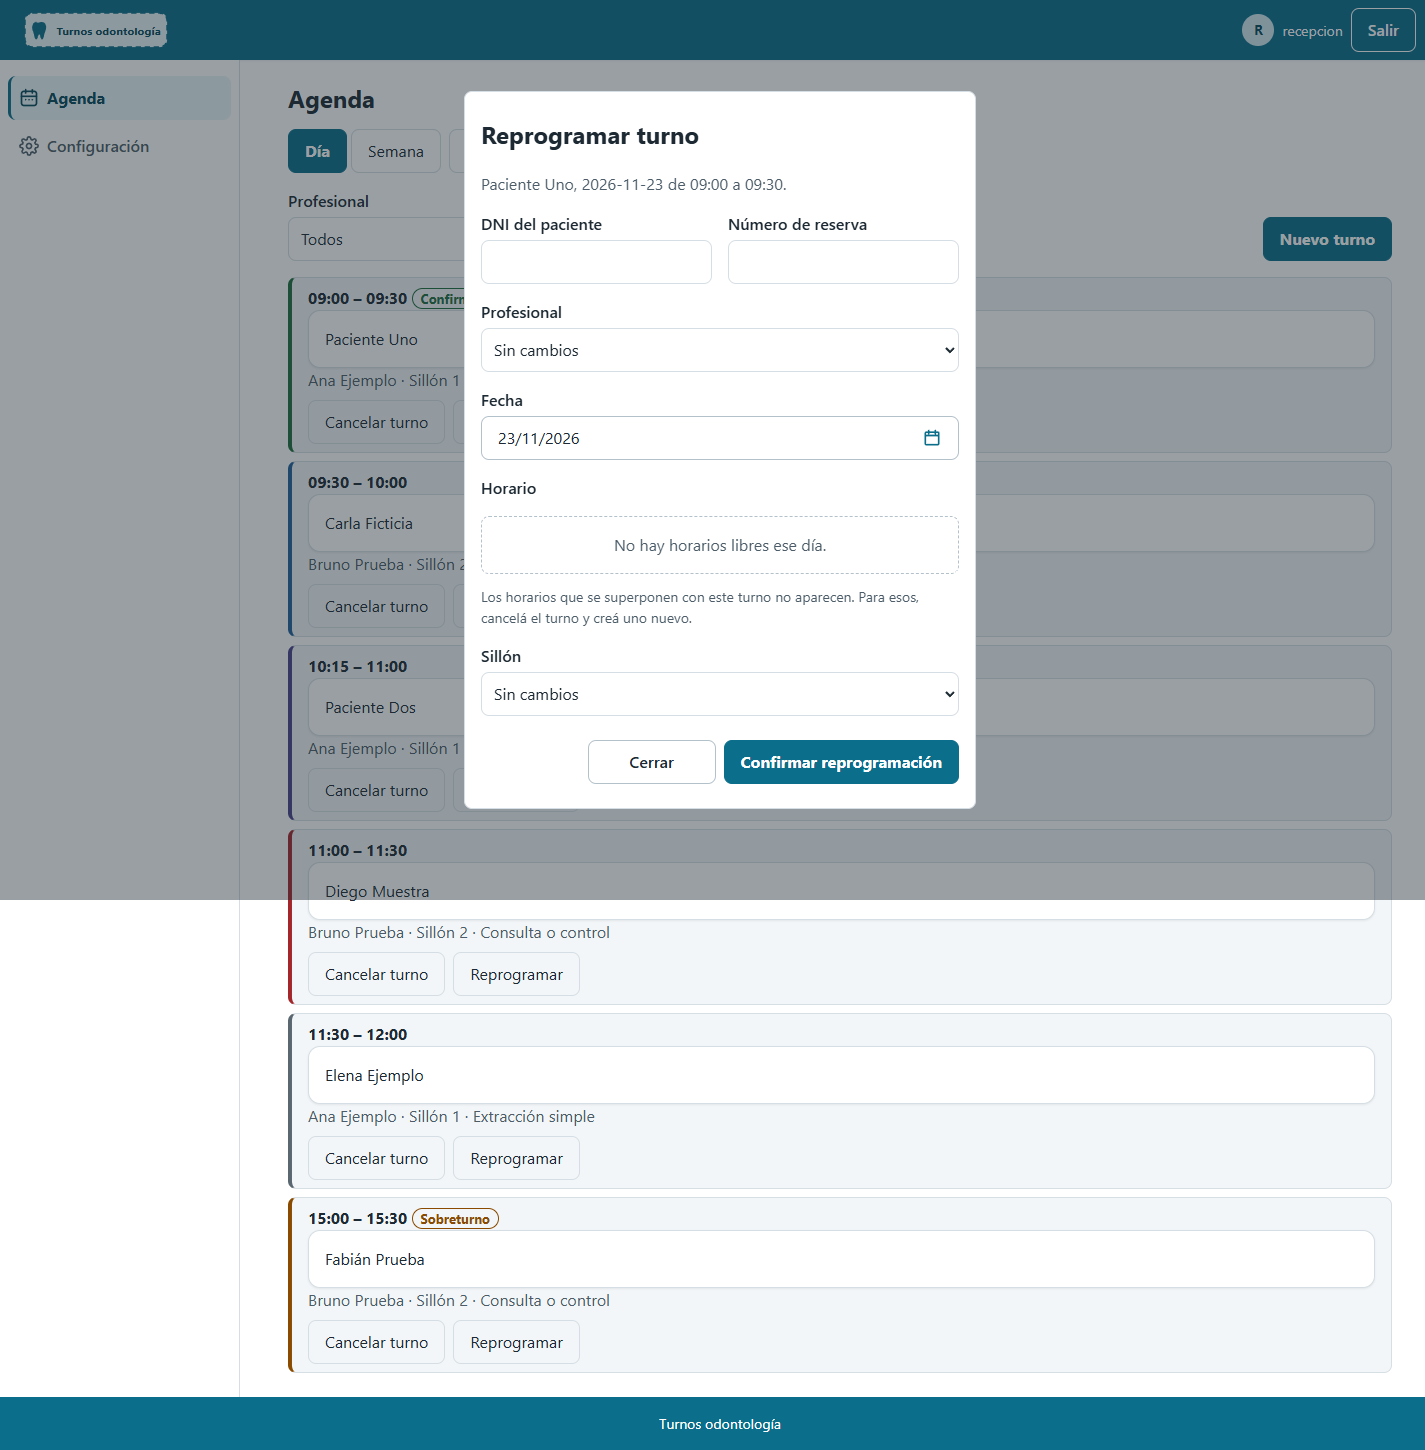 Turnos odontología
R
recepcion
Salir
Agenda
Configuración
Agenda
Día
Semana
Profesional
Todos
Nuevo turno
09:00 – 09:30
Paciente Uno
Ana Ejemplo · Sillón 1
Cancelar turno
09:30 – 10:00
Carla Ficticia
Bruno Prueba · Sillón 2
Cancelar turno
10:15 – 11:00
Paciente Dos
Ana Ejemplo · Sillón 1
Cancelar turno
Reprogramar turno
Paciente Uno, 2026-11-23 de 09:00 a 09:30.
DNI del paciente
Número de reserva
Profesional
Sin cambios
Fecha
23/11/2026
Horario
No hay horarios libres ese día.
Los horarios que se superponen con este turno no aparecen. Para esos,
cancelá el turno y creá uno nuevo.
Sillón
Sin cambios
Cerrar
Confirmar reprogramación
11:00 – 11:30
Diego Muestra
Bruno Prueba · Sillón 2 · Consulta o control
Cancelar turno
Reprogramar
11:30 – 12:00
Elena Ejemplo
Ana Ejemplo · Sillón 1 · Extracción simple
Cancelar turno
Reprogramar
15:00 – 15:30 Sobreturno
Fabián Prueba
Bruno Prueba · Sillón 2 · Consulta o control
Cancelar turno
Reprogramar
Turnos odontología